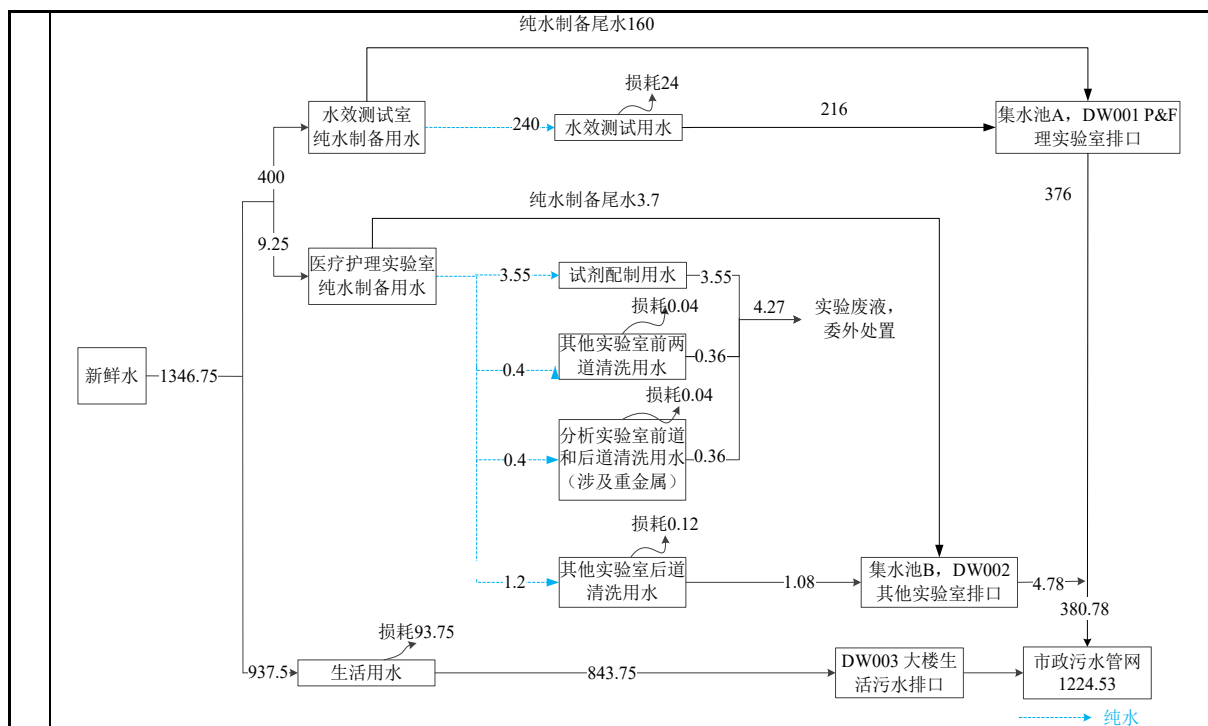 纯水制备尾水160
损耗24
水效测试室
纯水制备用水
240
水效测试用水
216
集水池A，DW001 P&F
理实验室排口
400
376
纯水制备尾水3.7
9.25
医疗护理实验室
纯水制备用水
3.55
试剂配制用水
3.55
损耗0.04
4.27
实验废液，
委外处置
其他实验室前两
道清洗用水
0.4
0.36
新鲜水
1346.75
损耗0.04
分析实验室前道
和后道清洗用水
（涉及重金属）
0.4
0.36
损耗0.12
其他实验室后道
清洗用水
1.2
1.08
集水池B，DW002
其他实验室排口
4.78
380.78
损耗93.75
937.5
生活用水
843.75
DW003 大楼生
活污水排口
市政污水管网
1224.53
纯水